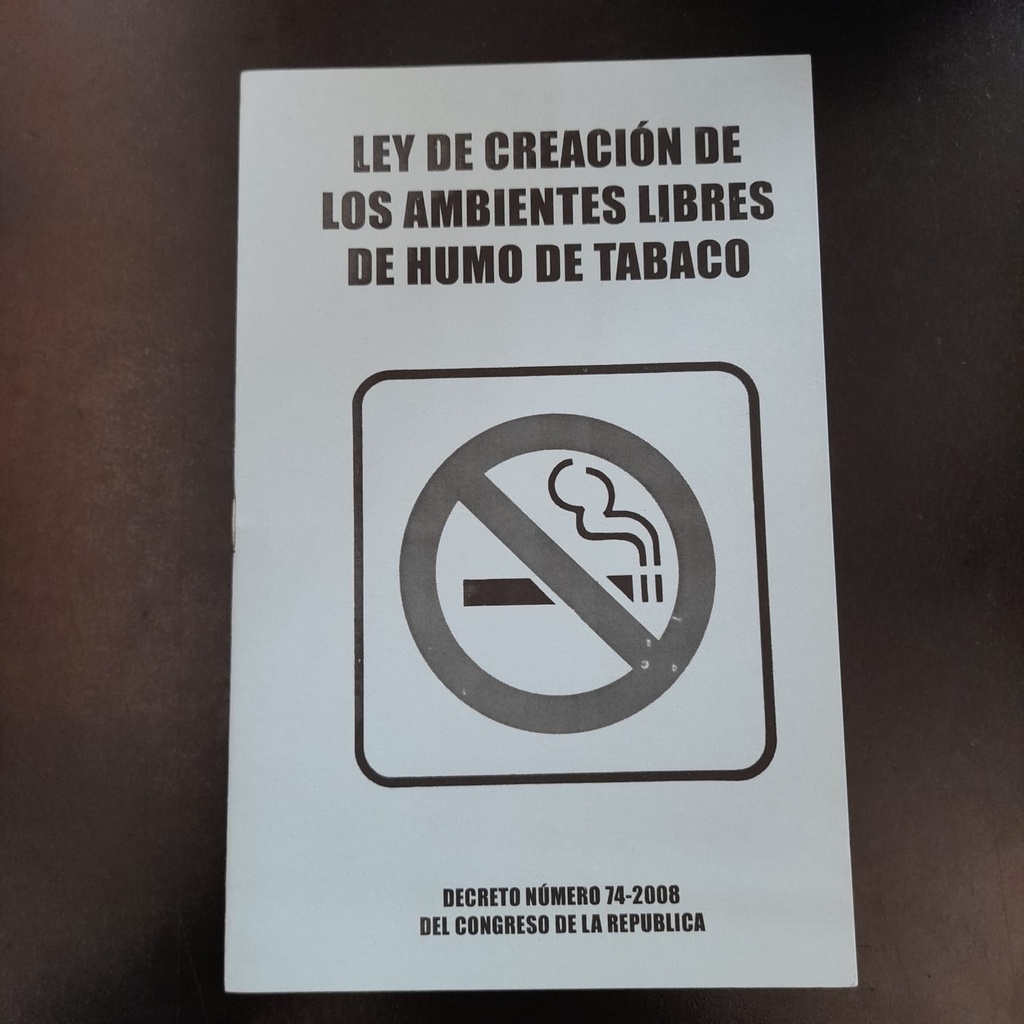 LEY DE CREACIÓN DE
LOS AMBIENTES LIBRES
DE HUMO DE TABACO
DECRETO NÚMERO 74-2008
DEL CONGRESO DE LA REPUBLICA